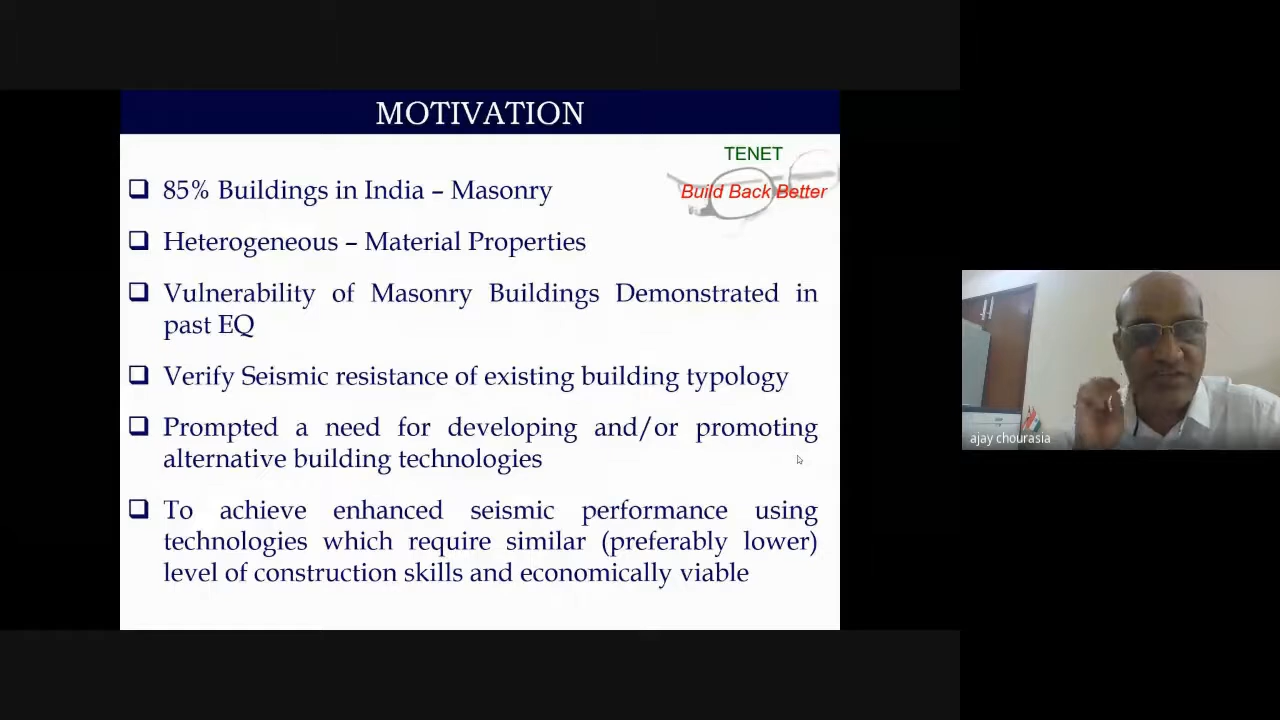 MOTIVATION
TENET
Build Back Better
❑ 85% Buildings in India – Masonry
❑ Heterogeneous – Material Properties
❑ Vulnerability of Masonry Buildings Demonstrated in
past EQ
❑ Verify Seismic resistance of existing building typology
❑ Prompted a need for developing and/or promoting
alternative building technologies
❑ To achieve enhanced seismic performance using
technologies which require similar (preferably lower)
level of construction skills and economically viable
ajay chourasia